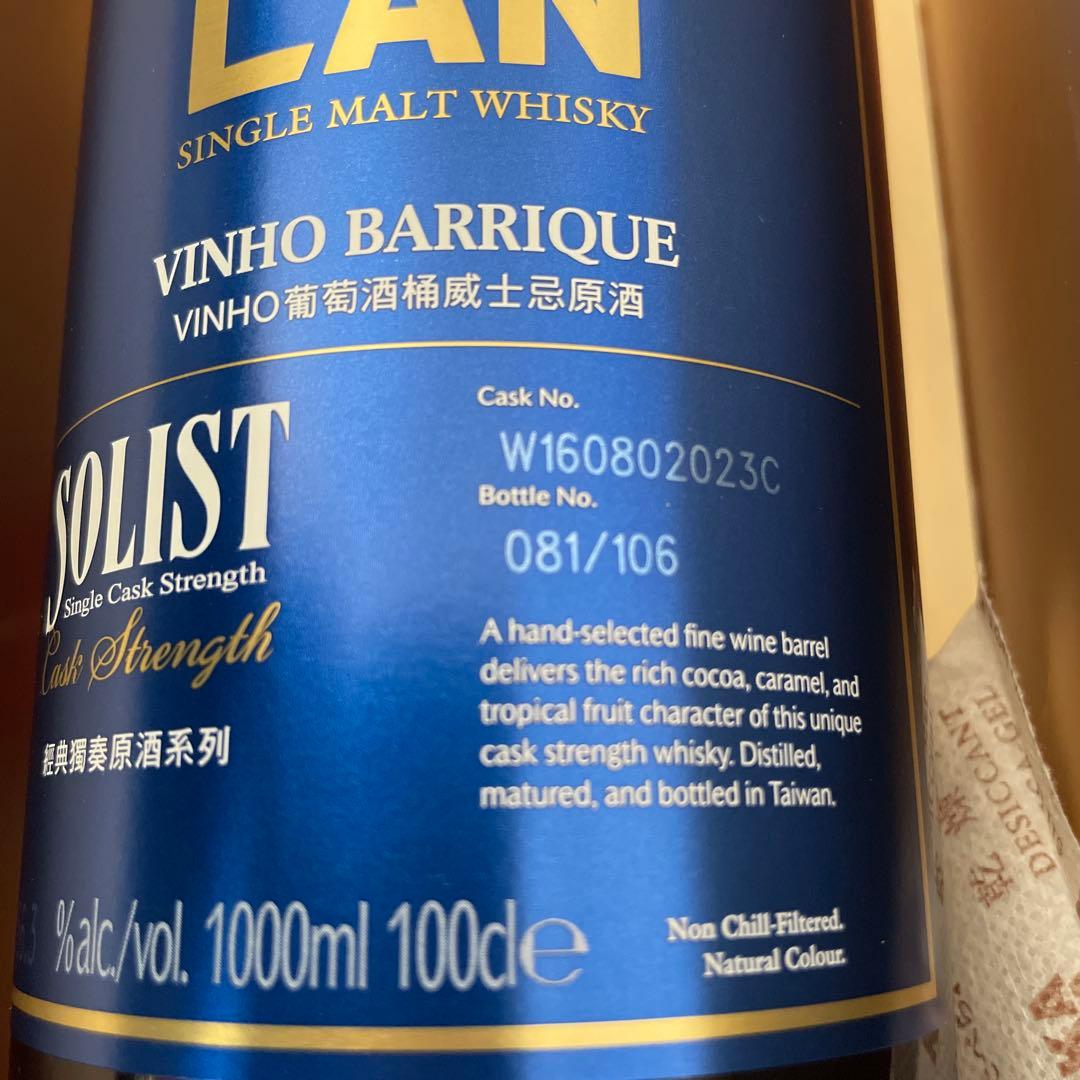 LAN
SINGLE MALT WHISKY
VINHO BARRIQUE
VINHO葡萄酒桶威士忌原酒
SOLIST
Single Cask Strength
Cask Strength
經典獨奏原酒系列
Cask No.
W160802023C
Bottle No.
081/106
A hand-selected fine wine barrel
delivers the rich cocoa, caramel, and
tropical fruit character of this unique
cask strength whisky. Distilled,
matured, and bottled in Taiwan.
%alc./vol. 1000ml 100cl e
Non Chill-Filtered.
Natural Colour.
乾燥
DESICCANT
GEL